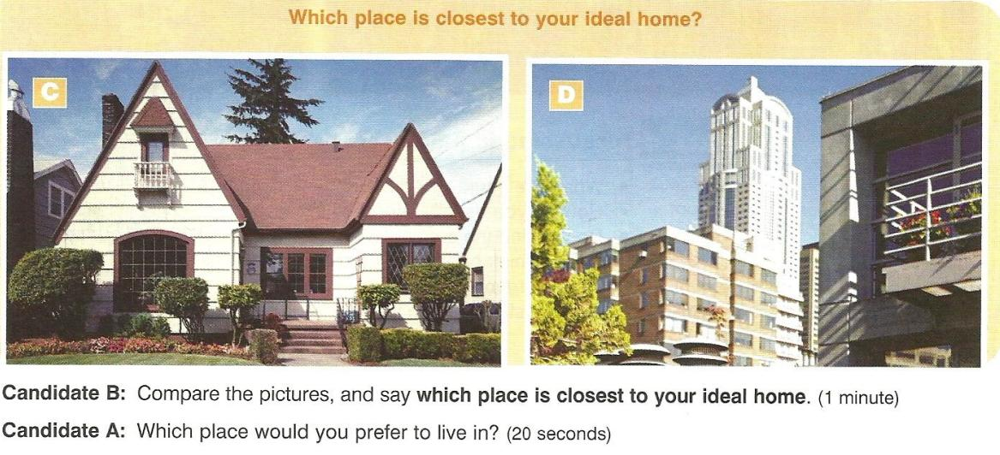 Which place is closest to your ideal home?
C
D
Candidate B: Compare the pictures, and say which place is closest to your ideal home. (1 minute)
Candidate A: Which place would you prefer to live in? (20 seconds)